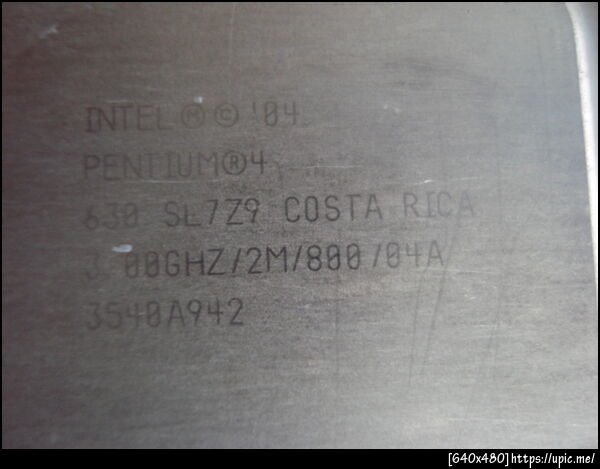 INTEL Ⓜ © '04
PENTIUM® 4
630 SL7Z9 COSTA RICA
3.00GHZ/2M/800/04A
3540A942
[640x480]https://upic.me/